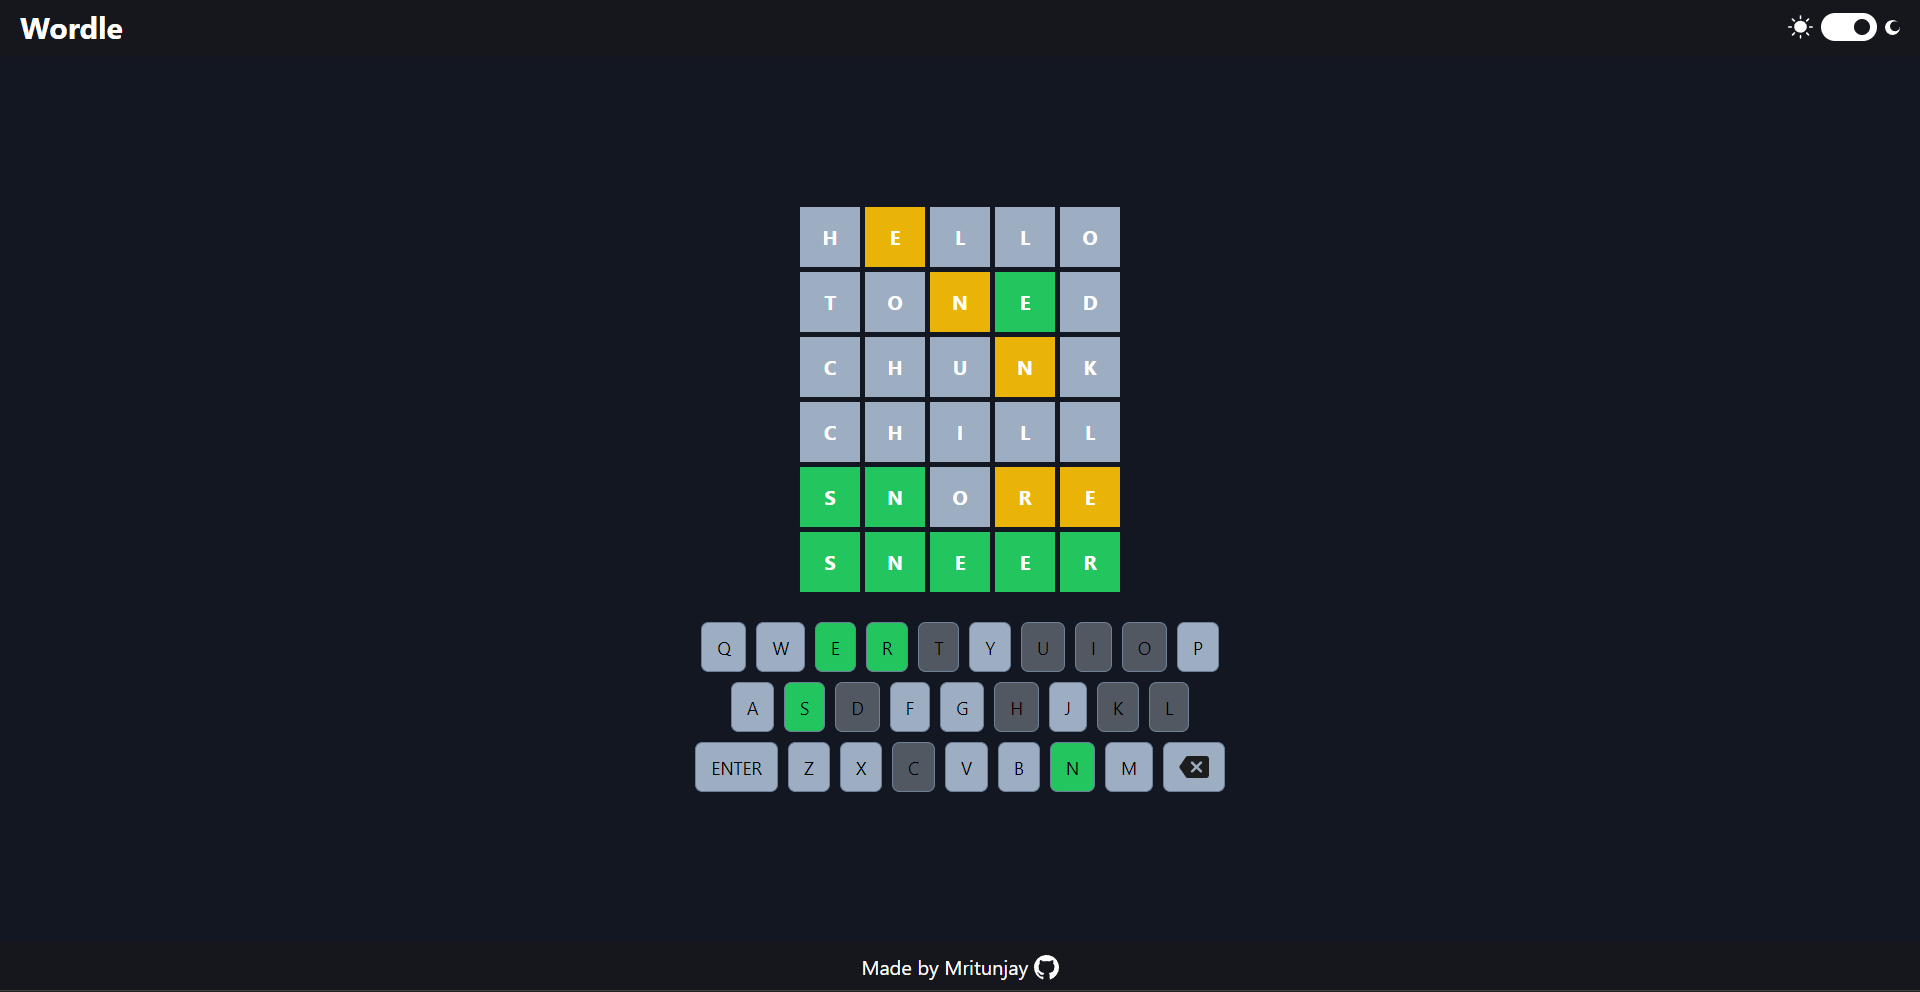 Wordle
H E L L O
T O N E D
C H U N K
C H I L L
S N O R E
S N E E R
Q W E R T Y U I O P
A S D F G H J K L
ENTER Z X C V B N M
Made by Mritunjay